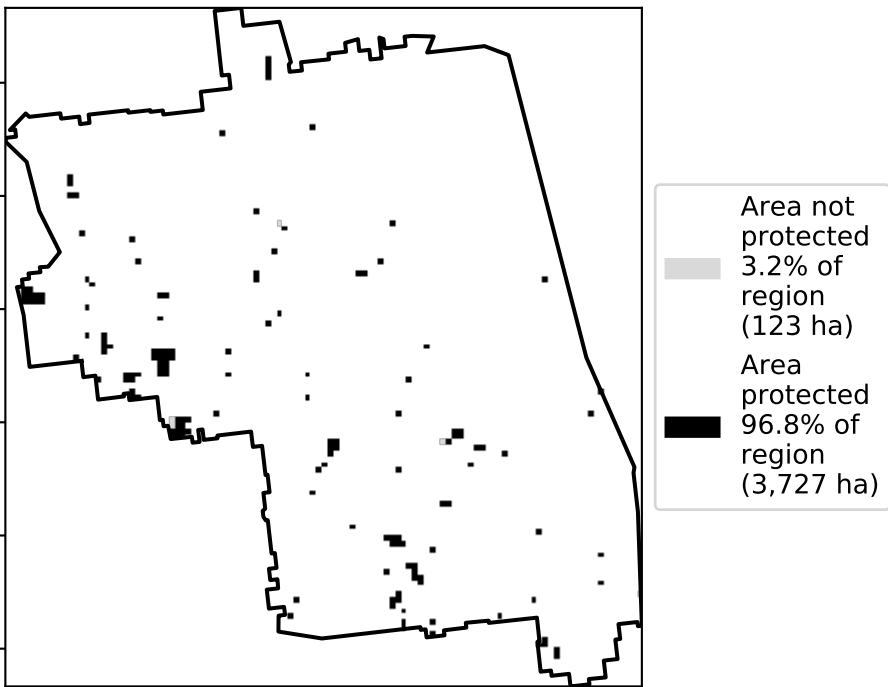 Area not
protected
3.2% of
region
(123 ha)
Area
protected
96.8% of
region
(3,727 ha)